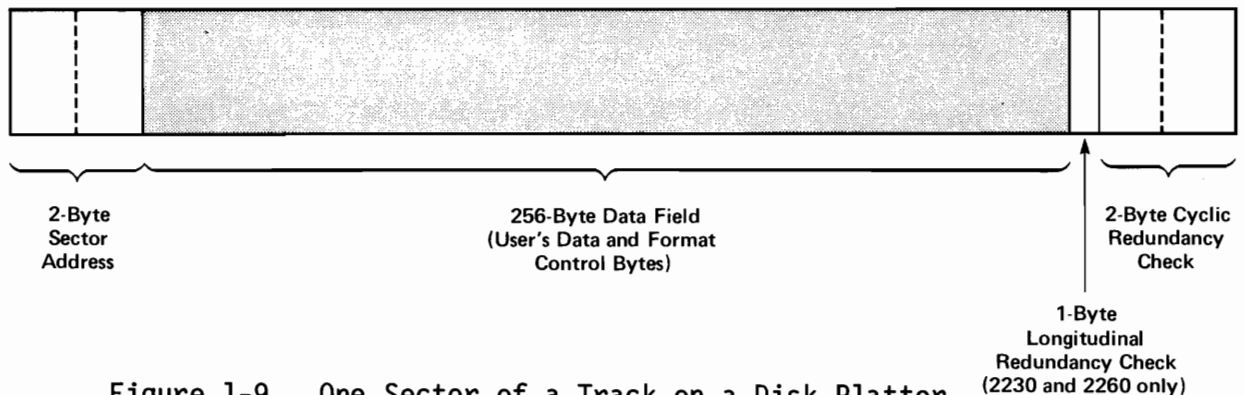 2-Byte
Sector
Address
256-Byte Data Field
(User's Data and Format
Control Bytes)
2-Byte Cyclic
Redundancy
Check
1-Byte
Longitudinal
Redundancy Check
(2230 and 2260 only)
Figure 1-9 One Sector of a Track on a Disk Platter